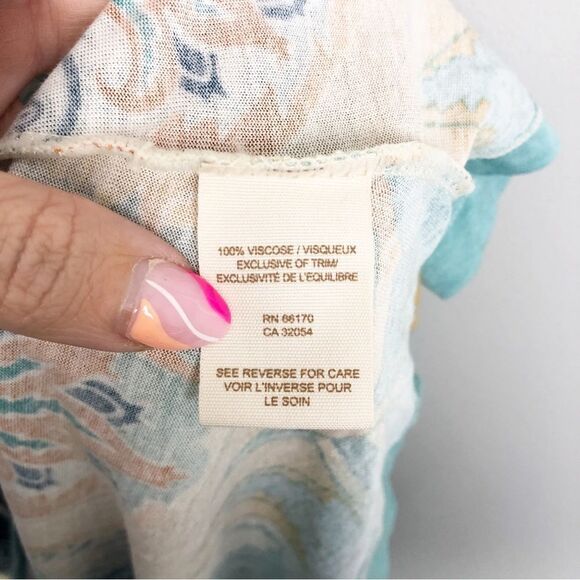 100% VISCOSE / VISQUEUX
EXCLUSIVE OF TRIM/
EXCLUSIVITÉ DE L'EQUILIBRE
RN 66170
CA 32054
SEE REVERSE FOR CARE
VOIR L'INVERSE POUR
LE SOIN